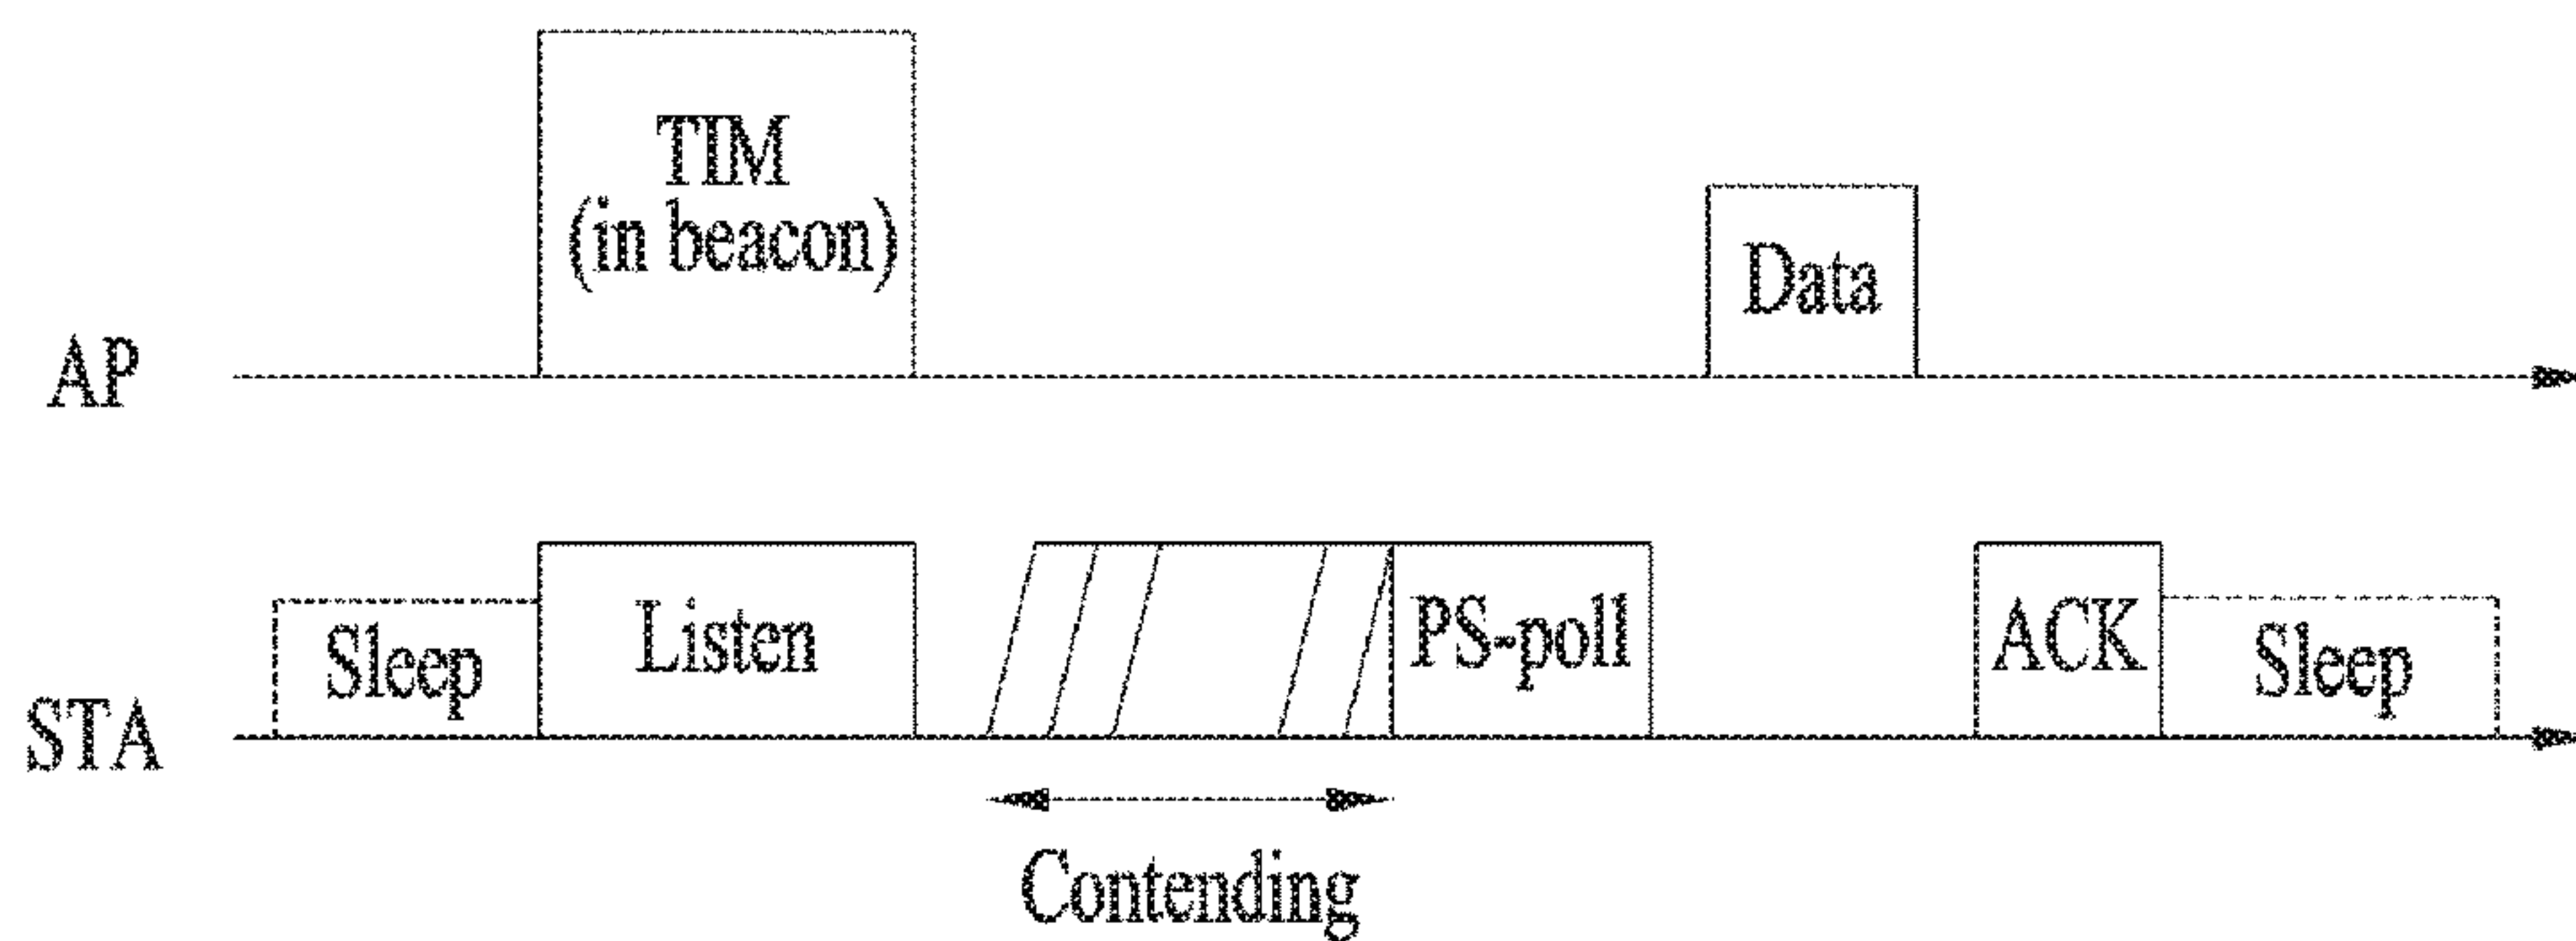 TIM
(in beacon)
Data
AP
Sleep
Listen
PS-poll
ACK
Sleep
STA
Contending